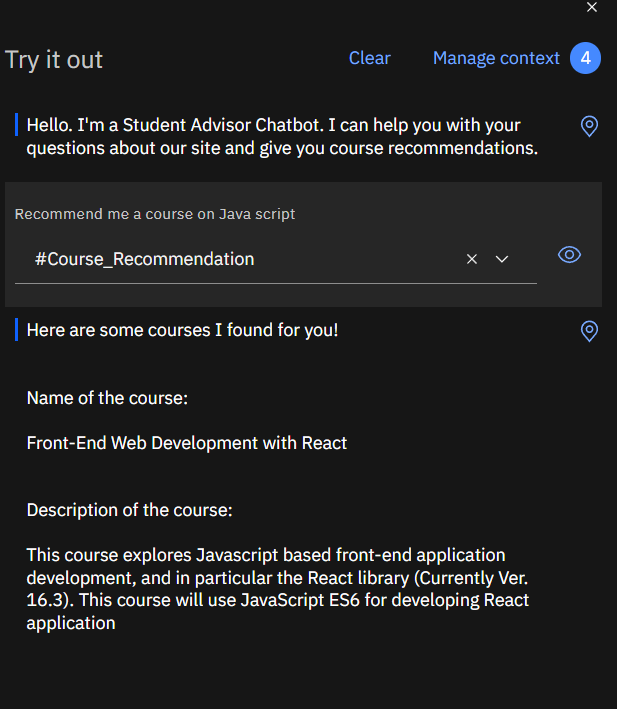 Try it out
Clear
Manage context
4
Hello. I'm a Student Advisor Chatbot. I can help you with your
questions about our site and give you course recommendations.
Recommend me a course on Java script
#Course_Recommendation
Here are some courses I found for you!
Name of the course:
Front-End Web Development with React
Description of the course:
This course explores Javascript based front-end application
development, and in particular the React library (Currently Ver.
16.3). This course will use JavaScript ES6 for developing React
application